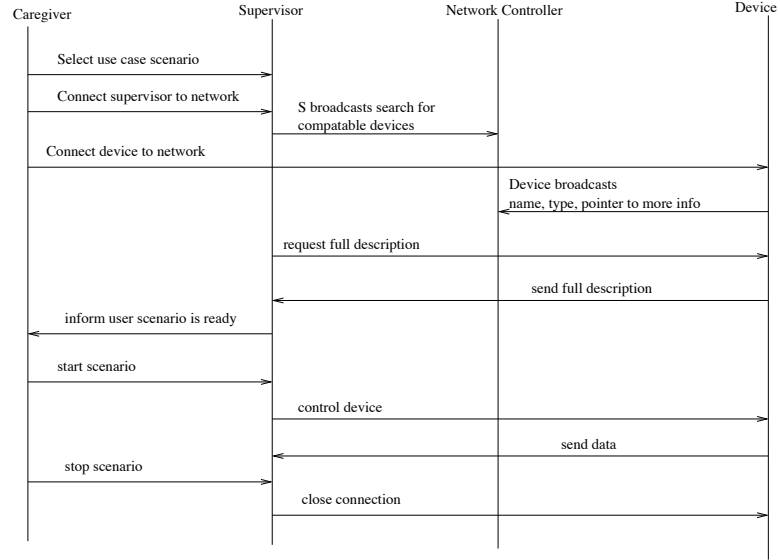 Caregiver
Supervisor
Network Controller
Device
Select use case scenario
Connect supervisor to network
S broadcasts search for
compatable devices
Connect device to network
Device broadcasts
name, type, pointer to more info
request full description
send full description
inform user scenario is ready
start scenario
control device
send data
stop scenario
close connection